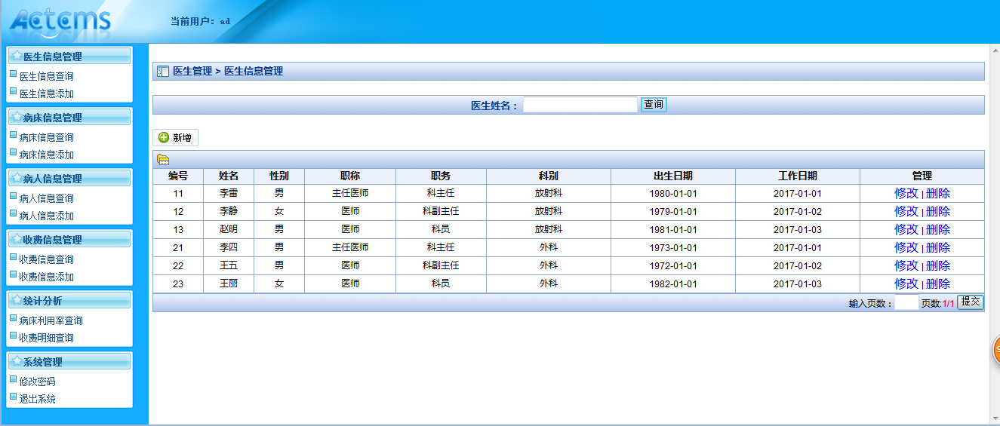 Aetems
当前用户：ad
医生信息管理
医生信息查询
医生信息添加
病床信息管理
病床信息查询
病床信息添加
病人信息管理
病人信息查询
病人信息添加
收费信息管理
收费信息查询
收费信息添加
统计分析
病床利用率查询
收费明细查询
系统管理
修改密码
退出系统
医生管理 > 医生信息管理
医生姓名： 查询
新增
编号 姓名 性别 职称 职务 科别 出生日期 工作日期 管理
11 李雷 男 主任医师 科主任 放射科 1980-01-01 2017-01-01 修改 | 删除
12 李静 女 医师 科副主任 放射科 1979-01-01 2017-01-02 修改 | 删除
13 赵明 男 医师 科员 放射科 1981-01-01 2017-01-03 修改 | 删除
21 李四 男 主任医师 科主任 外科 1973-01-01 2017-01-01 修改 | 删除
22 王五 男 医师 科副主任 外科 1972-01-01 2017-01-02 修改 | 删除
23 王丽 女 医师 科员 外科 1982-01-01 2017-01-03 修改 | 删除
输入页数： 页数:1/1 提交